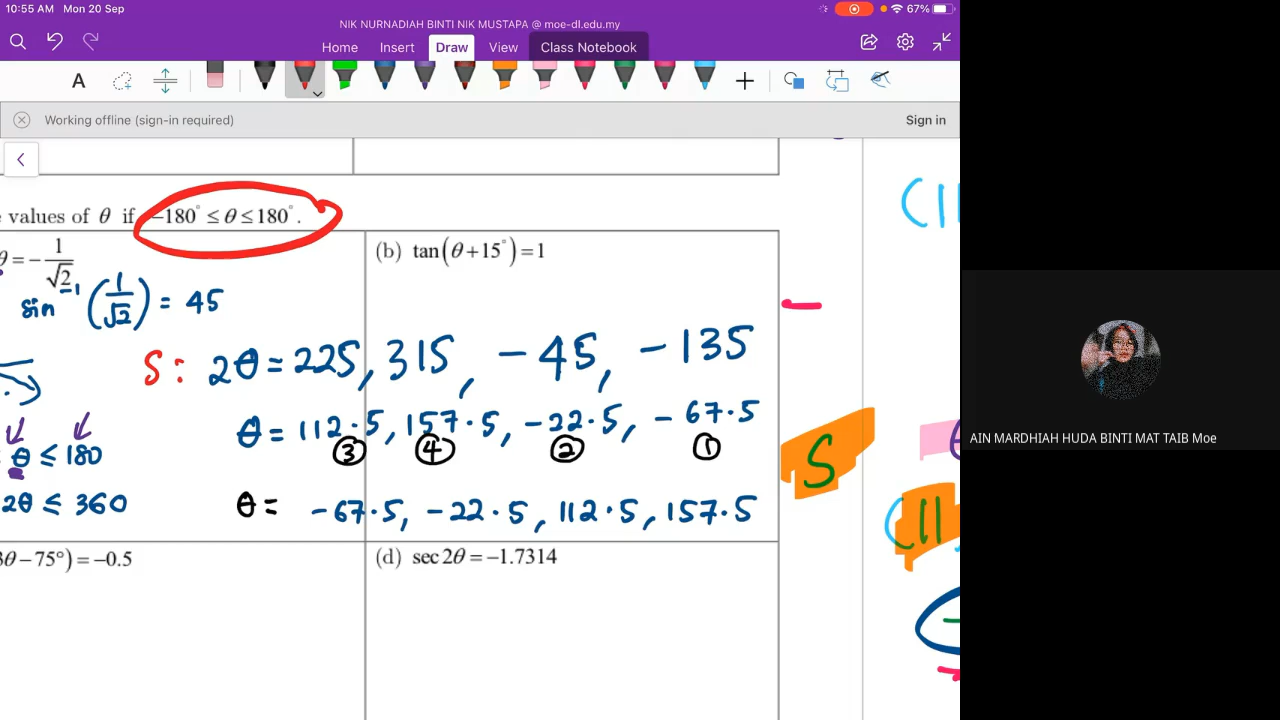 10:55 AM Mon 20 Sep
67%
NIK NURNADIAH BINTI NIK MUSTAPA @ moe-dl.edu.my
Home Insert Draw View Class Notebook
A
Working offline (sign-in required) Sign in
values of θ if −180° ≤ θ ≤ 180°.
θ = −1/√2
(b) tan(θ + 15°) = 1
sin⁻¹(1/√2) = 45
S: 2θ = 225, 315, −45, −135
θ = 112.5, 157.5, −22.5, −67.5
3 4 2 1
θ ≤ 180
2θ ≤ 360
θ = −67.5, −22.5, 112.5, 157.5
θ − 75°) = −0.5
(d) sec 2θ = −1.7314
(11
S
(11
AIN MARDHIAH HUDA BINTI MAT TAIB Moe